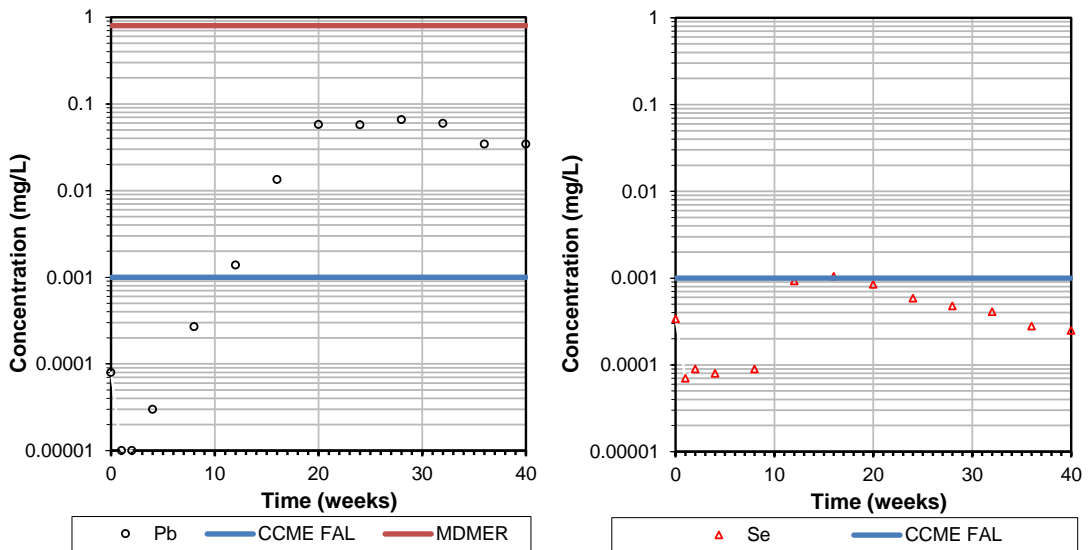 1
0.1
0.01
0.001
0.0001
0.00001
Concentration (mg/L)
0 10 20 30 40
Time (weeks)
Pb CCME FAL MDMER
1
0.1
0.01
0.001
0.0001
0.00001
Concentration (mg/L)
0 10 20 30 40
Time (weeks)
Se CCME FAL